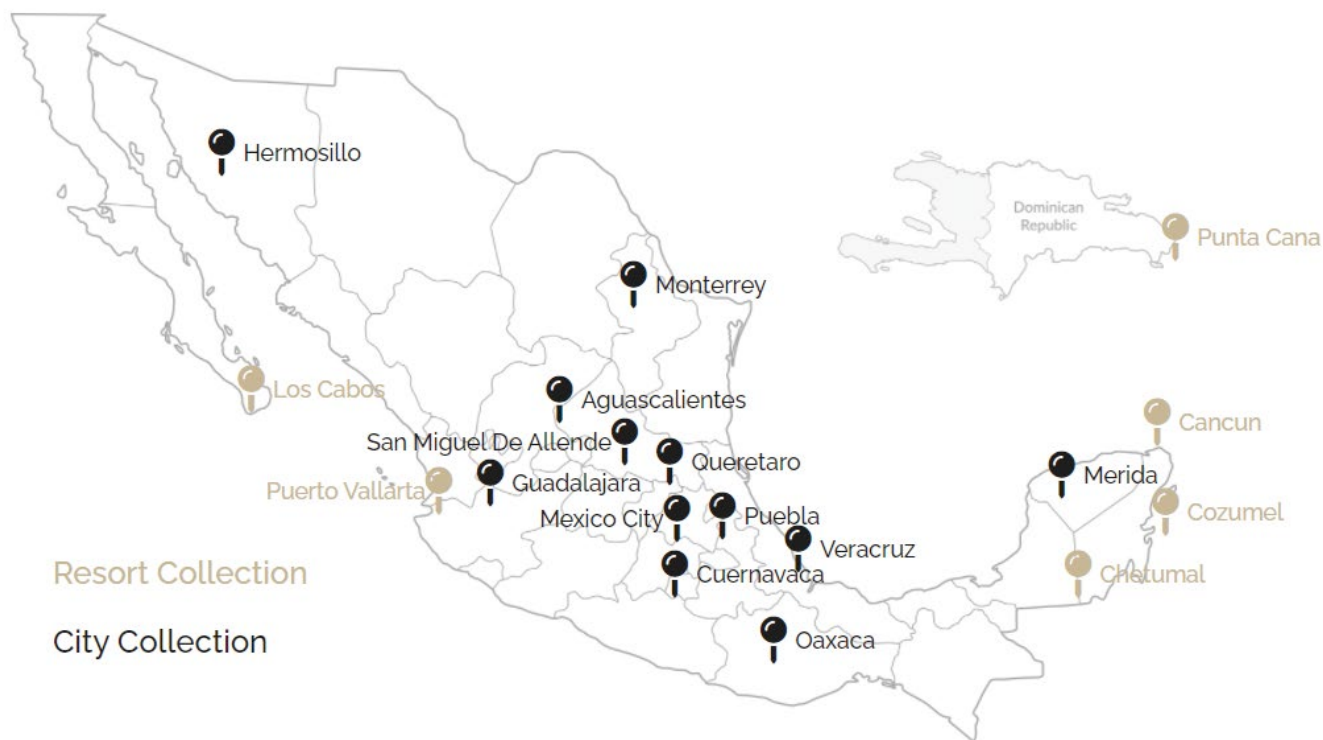 Hermosillo
Dominican
Republic
Punta Cana
Monterrey
Los Cabos
Aguascalientes
Cancun
San Miguel De Allende
Queretaro
Merida
Puerto Vallarta
Guadalajara
Mexico City
Puebla
Cozumel
Veracruz
Resort Collection
Cuernavaca
Chetumal
City Collection
Oaxaca